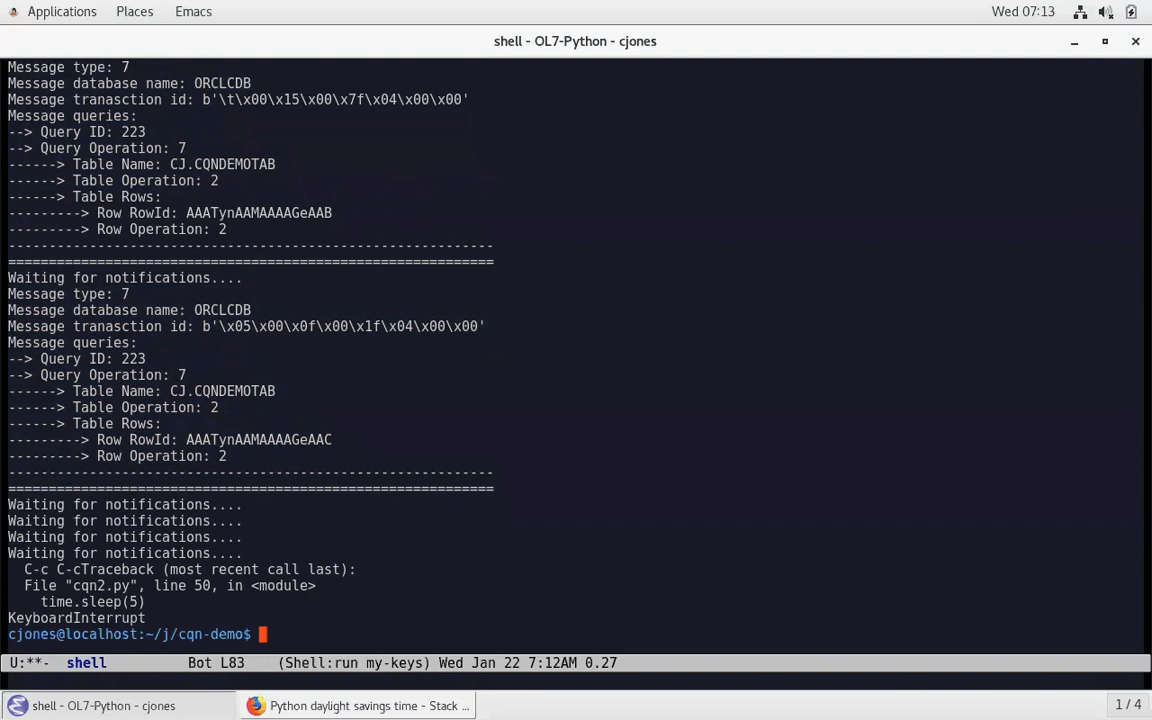 Applications Places Emacs Wed 07:13
shell - OL7-Python - cjones
Message type: 7
Message database name: ORCLCDB
Message tranasction id: b'\t\x00\x15\x00\x7f\x04\x00\x00'
Message queries:
--> Query ID: 223
--> Query Operation: 7
------> Table Name: CJ.CQNDEMOTAB
------> Table Operation: 2
------> Table Rows:
---------> Row RowId: AAATynAAMAAAAGeAAB
---------> Row Operation: 2
------------------------------------------------------------
============================================================
Waiting for notifications....
Message type: 7
Message database name: ORCLCDB
Message tranasction id: b'\x05\x00\x0f\x00\x1f\x04\x00\x00'
Message queries:
--> Query ID: 223
--> Query Operation: 7
------> Table Name: CJ.CQNDEMOTAB
------> Table Operation: 2
------> Table Rows:
---------> Row RowId: AAATynAAMAAAAGeAAC
---------> Row Operation: 2
------------------------------------------------------------
============================================================
Waiting for notifications....
Waiting for notifications....
Waiting for notifications....
Waiting for notifications....
  C-c C-cTraceback (most recent call last):
  File "cqn2.py", line 50, in <module>
    time.sleep(5)
KeyboardInterrupt
cjones@localhost:~/j/cqn-demo$
U:**- shell Bot L83 (Shell:run my-keys) Wed Jan 22 7:12AM 0.27
shell - OL7-Python - cjones Python daylight savings time - Stack ... 1 / 4